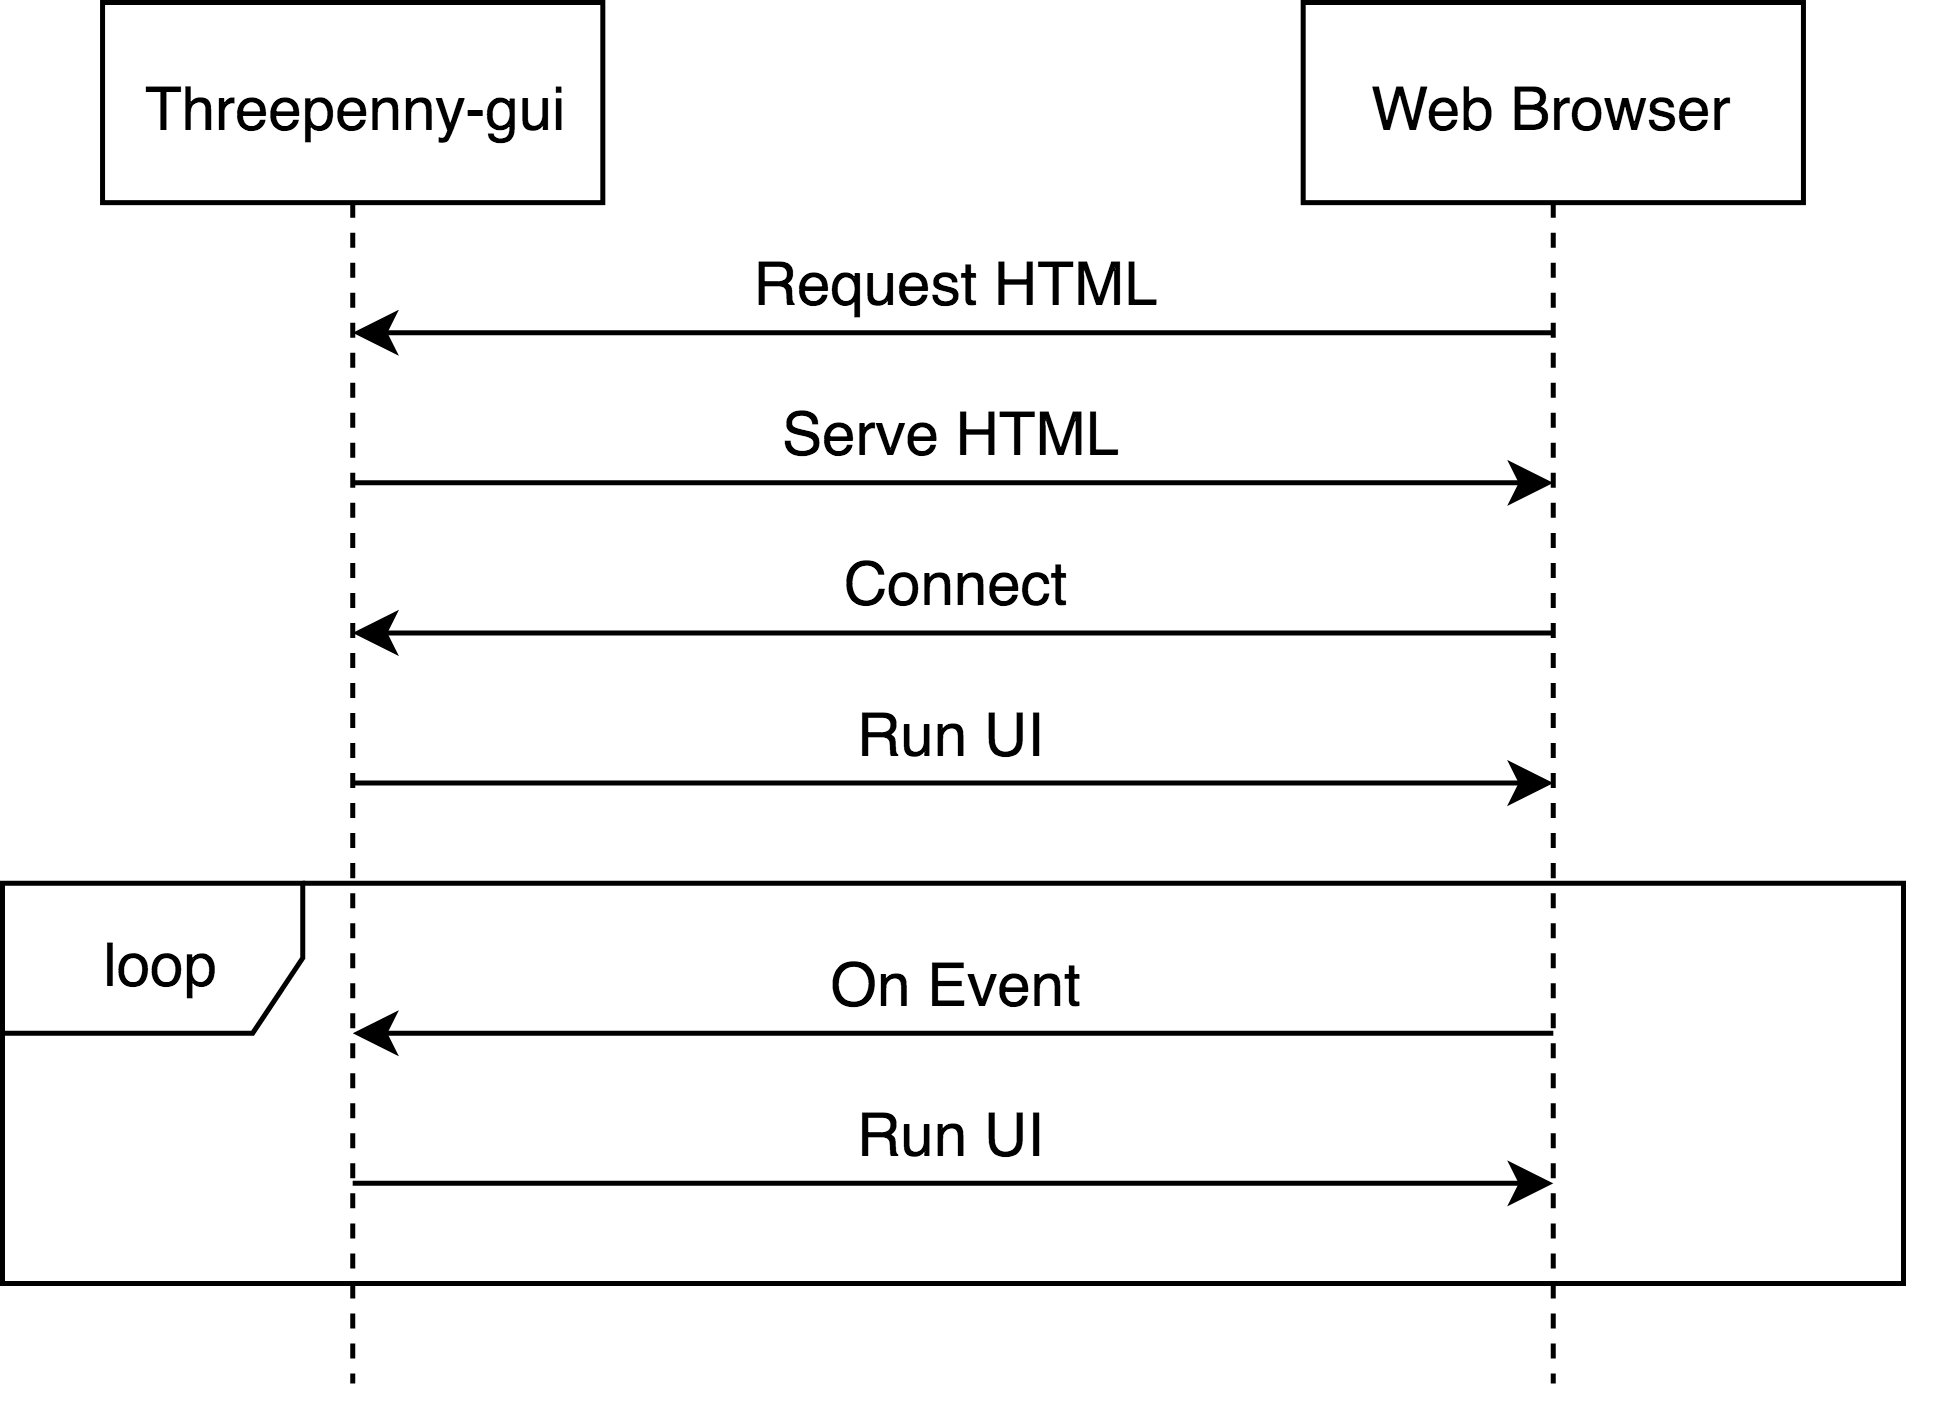 Threepenny-gui
Web Browser
Request HTML
Serve HTML
Connect
Run UI
loop
On Event
Run UI